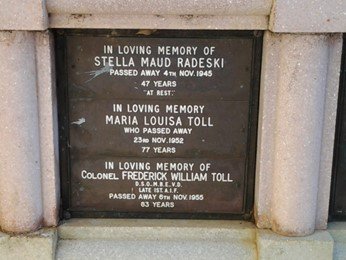 IN LOVING MEMORY OF
STELLA MAUD RADESKI
PASSED AWAY 4TH NOV. 1945
47 YEARS
"AT REST."
IN LOVING MEMORY
MARIA LOUISA TOLL
WHO PASSED AWAY
23RD NOV. 1952
77 YEARS
IN LOVING MEMORY OF
COLONEL FREDERICK WILLIAM TOLL
D.S.O. M.B.E. V.D.
LATE 1ST A.I.F.
PASSED AWAY 6TH NOV. 1955
83 YEARS